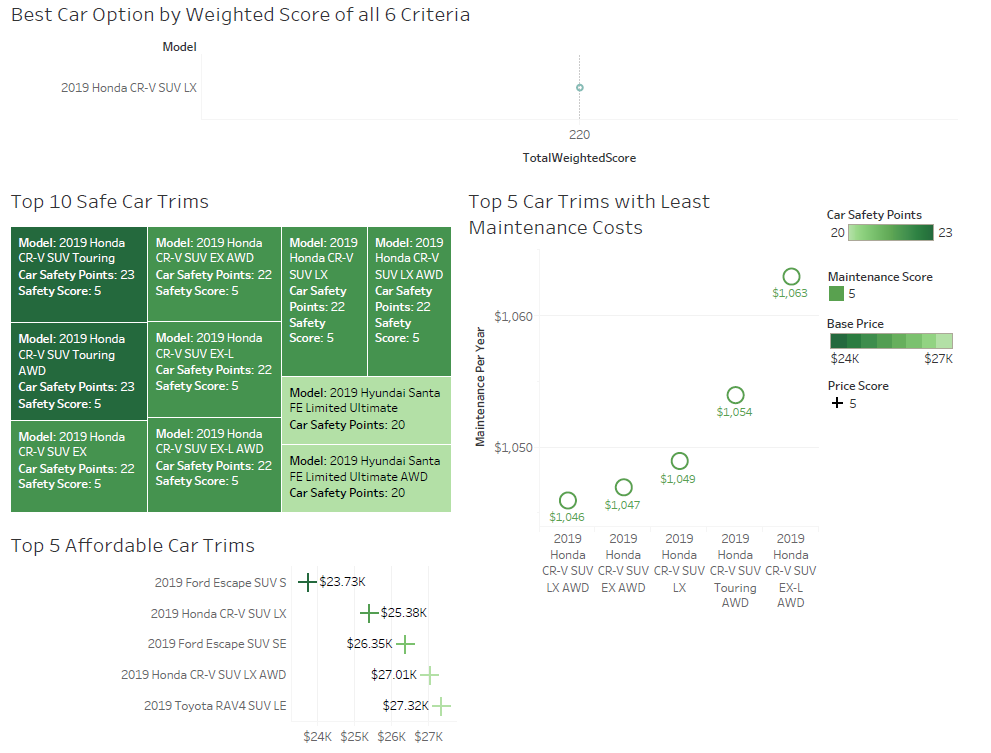 Best Car Option by Weighted Score of all 6 Criteria
Model
2019 Honda CR-V SUV LX
220
TotalWeightedScore
Top 10 Safe Car Trims
Model: 2019 Honda
CR-V SUV Touring
Car Safety Points: 23
Safety Score: 5
Model: 2019 Honda
CR-V SUV Touring
AWD
Car Safety Points: 23
Safety Score: 5
Model: 2019 Honda
CR-V SUV EX
Car Safety Points: 22
Safety Score: 5
Model: 2019 Honda
CR-V SUV EX AWD
Car Safety Points: 22
Safety Score: 5
Model: 2019 Honda
CR-V SUV EX-L
Car Safety Points: 22
Safety Score: 5
Model: 2019 Honda
CR-V SUV EX-L AWD
Car Safety Points: 22
Safety Score: 5
Model: 2019
Honda CR-V
SUV LX
Car Safety
Points: 22
Safety
Score: 5
Model: 2019
Honda CR-V
SUV LX AWD
Car Safety
Points: 22
Safety
Score: 5
Model: 2019 Hyundai Santa
FE Limited Ultimate
Car Safety Points: 20
Model: 2019 Hyundai Santa
FE Limited Ultimate AWD
Car Safety Points: 20
Top 5 Car Trims with Least
Maintenance Costs
Maintenance Per Year
$1,060
$1,050
$1,046
$1,047
$1,049
$1,054
$1,063
2019
Honda
CR-V SUV
LX AWD
2019
Honda
CR-V SUV
EX AWD
2019
Honda
CR-V SUV
LX
2019
Honda
CR-V SUV
Touring
AWD
2019
Honda
CR-V SUV
EX-L
AWD
Car Safety Points
20 23
Maintenance Score
5
Base Price
$24K $27K
Price Score
5
Top 5 Affordable Car Trims
2019 Ford Escape SUV S $23.73K
2019 Honda CR-V SUV LX $25.38K
2019 Ford Escape SUV SE $26.35K
2019 Honda CR-V SUV LX AWD $27.01K
2019 Toyota RAV4 SUV LE $27.32K
$24K $25K $26K $27K